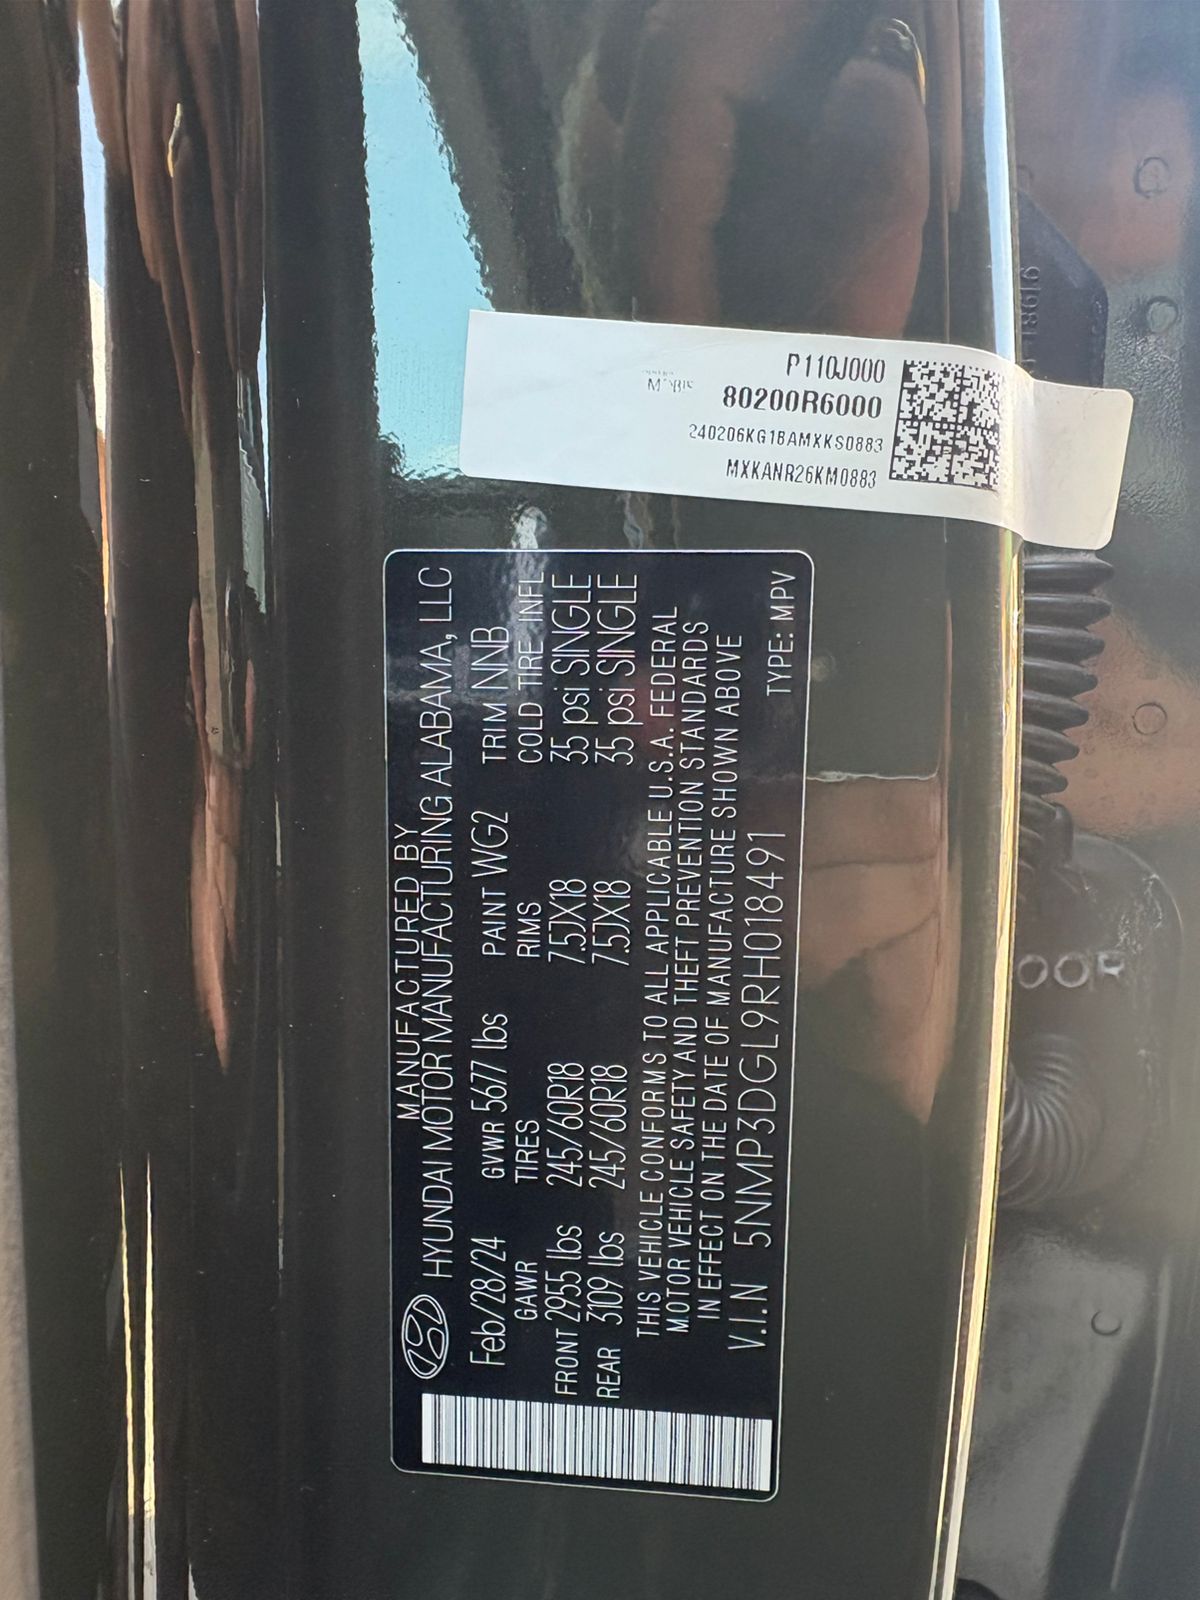 MANUFACTURED BY
HYUNDAI MOTOR MANUFACTURING ALABAMA, LLC
Feb/28/24 GVWR 5677 lbs PAINT WG2 TRIM NNB
GAWR TIRES RIMS COLD TIRE INFL
FRONT 2955 lbs 245/60R18 7.5JX18 35 psi SINGLE
REAR 3109 lbs 245/60R18 7.5JX18 35 psi SINGLE
THIS VEHICLE CONFORMS TO ALL APPLICABLE U.S.A. FEDERAL
MOTOR VEHICLE SAFETY AND THEFT PREVENTION STANDARDS
IN EFFECT ON THE DATE OF MANUFACTURE SHOWN ABOVE
V.I.N 5NMP3DGL9RH018491 TYPE: MPV
P110J000
80200R6000
240206KG1BAMXKS0883
MXKANR26KM0883